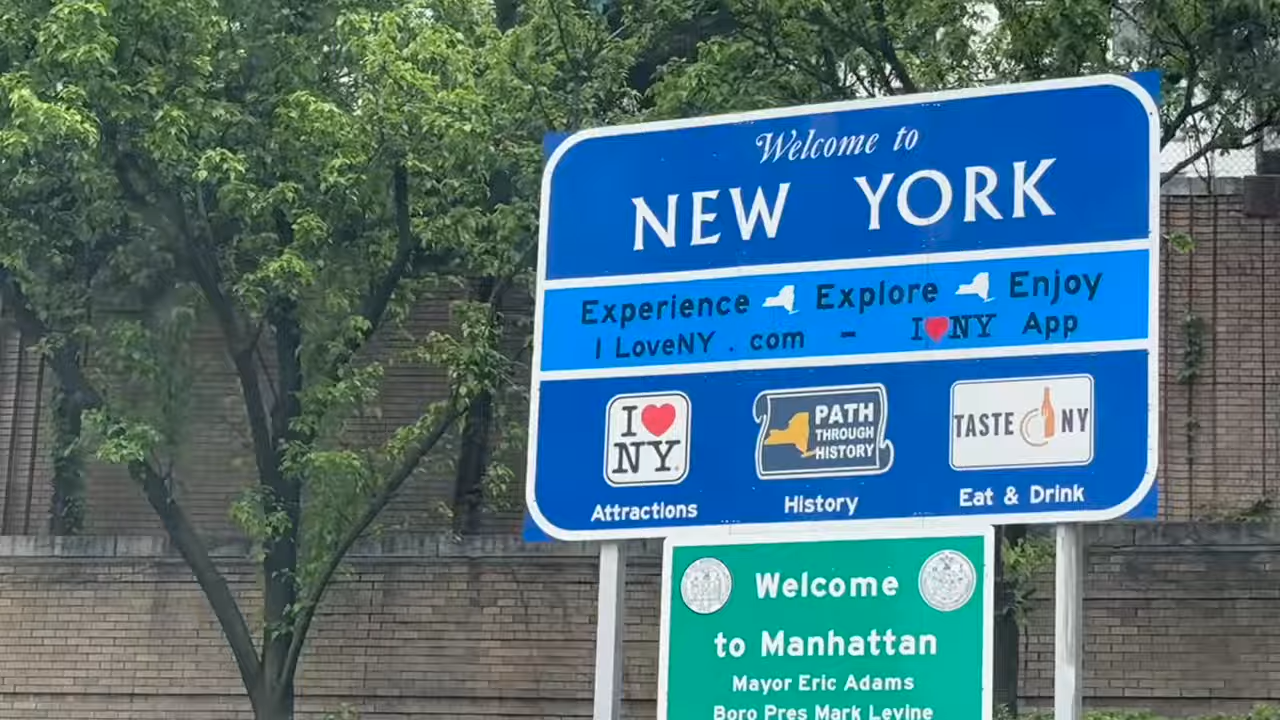 Welcome to
NEW YORK
Experience Explore Enjoy
I LoveNY . com - I♥NY App
I♥NY
PATH
THROUGH
HISTORY
TASTE NY
Attractions History Eat & Drink
Welcome
to Manhattan
Mayor Eric Adams
Boro Pres Mark Levine